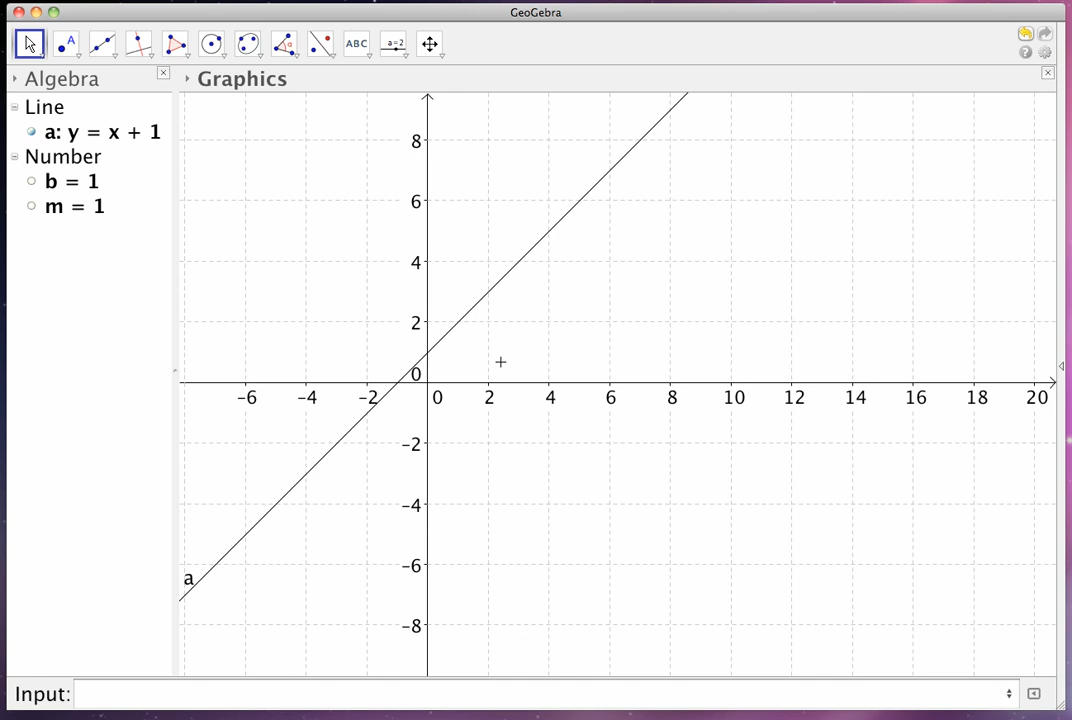 GeoGebra
A
α
ABC
a=2
?
Algebra
Graphics
Line
a: y = x + 1
Number
b = 1
m = 1
8
6
4
2
0
-6 -4 -2 0 2 4 6 8 10 12 14 16 18 20
-2
-4
-6
a
-8
Input: